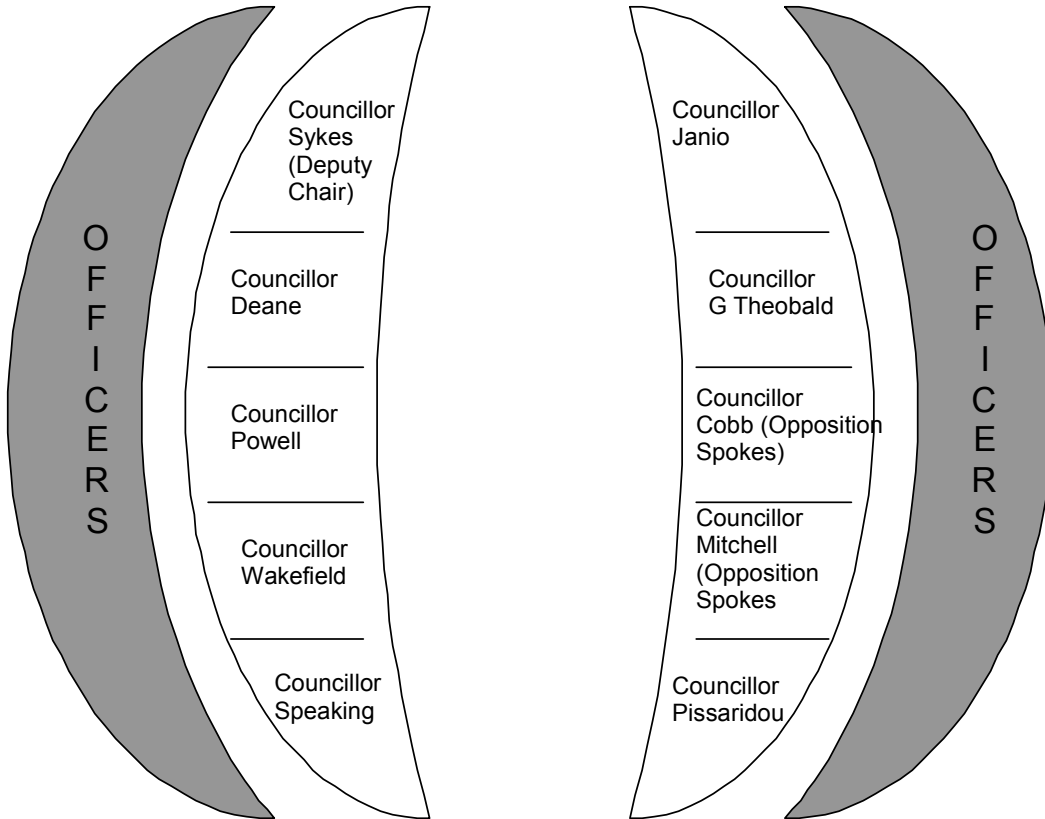 O
F
F
I
C
E
R
S
Councillor
Sykes
(Deputy
Chair)
Councillor
Deane
Councillor
Powell
Councillor
Wakefield
Councillor
Speaking
Councillor
Janio
Councillor
G Theobald
Councillor
Cobb (Opposition
Spokes)
Councillor
Mitchell
(Opposition
Spokes
Councillor
Pissaridou
O
F
F
I
C
E
R
S